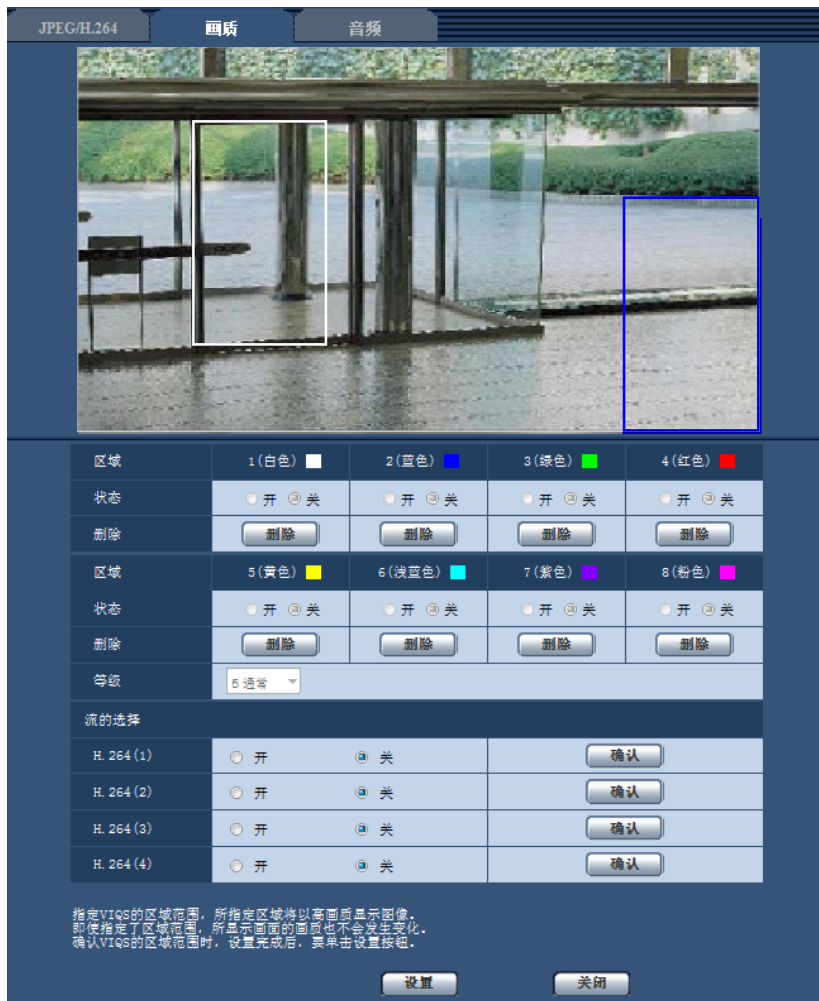 JPEG/H.264 画质 音频
区域 1(白色) 2(蓝色) 3(绿色) 4(红色)
状态 开 关 开 关 开 关 开 关
删除 删除 删除 删除 删除
区域 5(黄色) 6(浅蓝色) 7(紫色) 8(粉色)
状态 开 关 开 关 开 关 开 关
删除 删除 删除 删除 删除
等级 5 通常
流的选择
H.264(1) 开 关 确认
H.264(2) 开 关 确认
H.264(3) 开 关 确认
H.264(4) 开 关 确认
指定VIQS的区域范围，所指定区域将以高画质显示图像。
即使指定了区域范围，所显示画面的画质也不会发生变化。
确认VIQS的区域范围时，设置完成后，要单击设置按钮。
设置 关闭